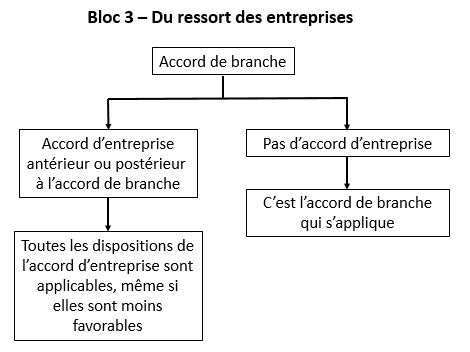 Bloc 3 – Du ressort des entreprises
Accord de branche
Accord d’entreprise
antérieur ou postérieur
à l’accord de branche
Pas d’accord d’entreprise
C’est l’accord de branche
qui s’applique
Toutes les dispositions de
l’accord d’entreprise sont
applicables, même si
elles sont moins
favorables